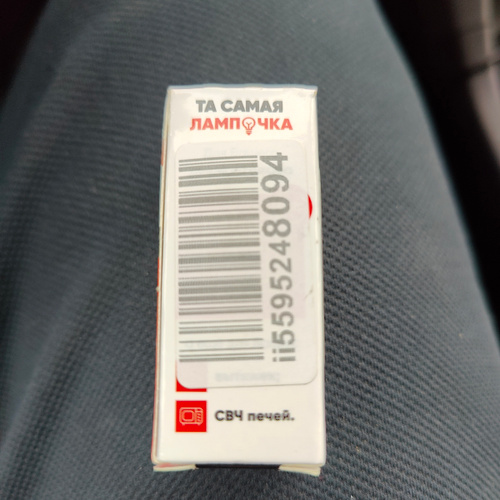 ТА САМАЯ
ЛАМПОЧКА
ii5595248094
СВЧ печей.